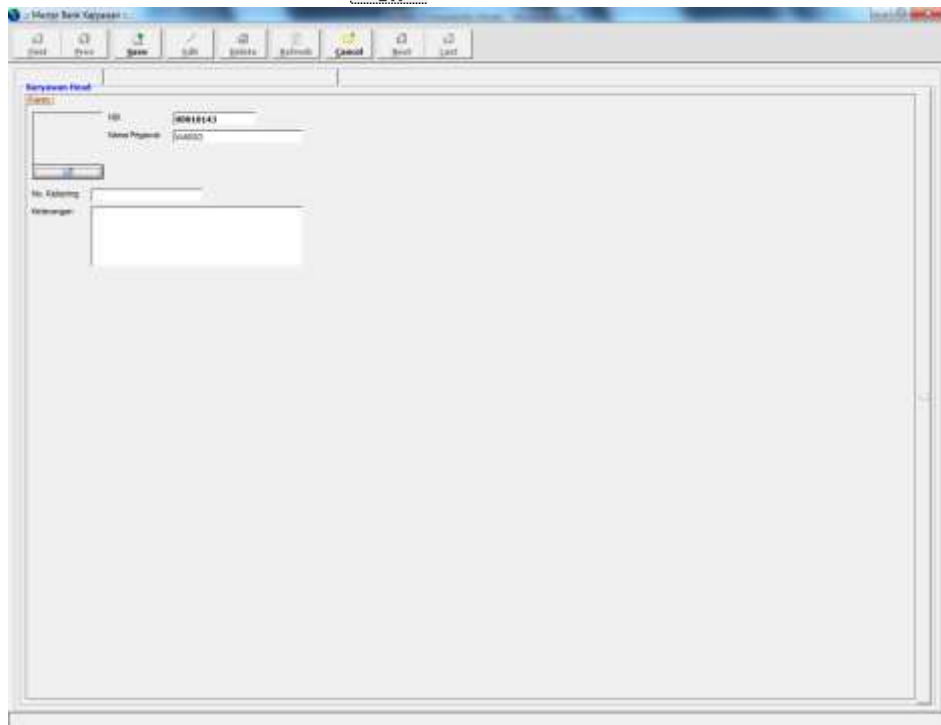 .: Master Bank Karyawan :.
First Prev Save Edit Delete Refresh Cancel Next Last
Karyawan Head
NIK 00010143
Nama Pegawai
No. Rekening
Keterangan